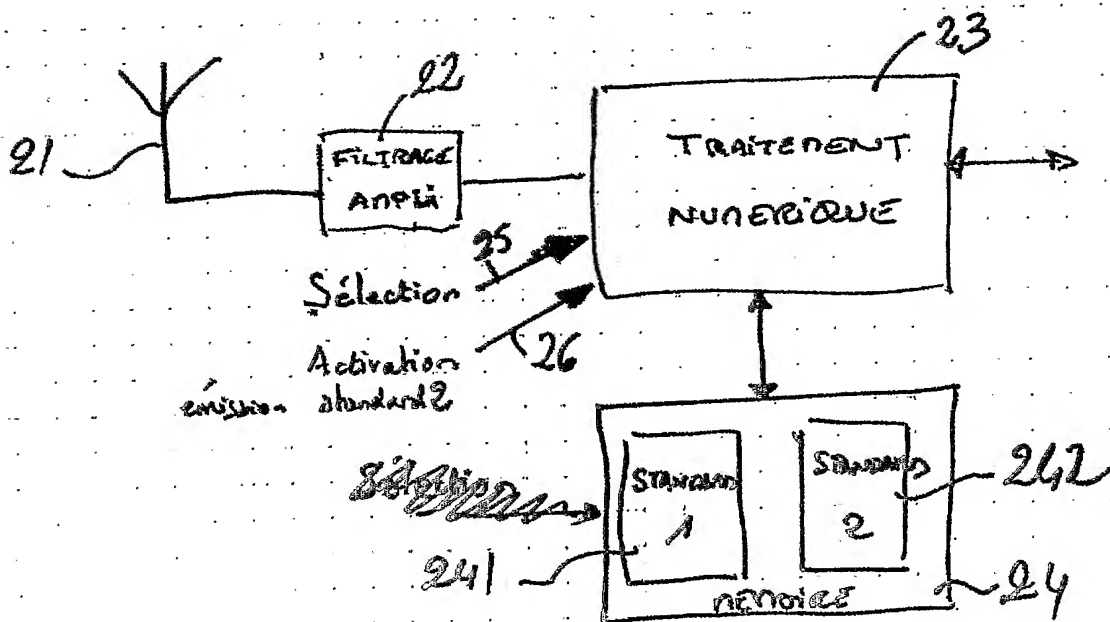 23
22
21
FILTRAGE
AMPLI
TRAITEMENT
NUMERIQUE
25
Sélection
26
Activation
émission standard 2
STANDARD
1
STANDARD
2
242
241
MEMOIRE
24